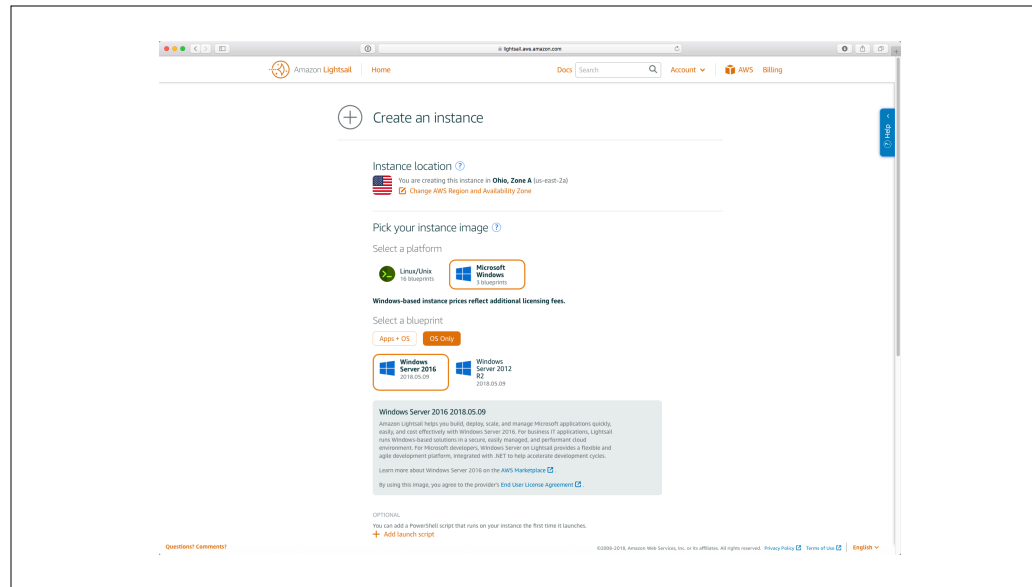 lightsail.aws.amazon.com
Amazon Lightsail Home Docs Search Account AWS Billing
Create an instance
? Help
Instance location ?
You are creating this instance in Ohio, Zone A (us-east-2a)
Change AWS Region and Availability Zone
Pick your instance image ?
Select a platform
Linux/Unix
16 blueprints
Microsoft
Windows
3 blueprints
Windows-based instance prices reflect additional licensing fees.
Select a blueprint
Apps + OS OS Only
Windows
Server 2016
2018.05.09
Windows
Server 2012
R2
2018.05.09
Windows Server 2016 2018.05.09
Amazon Lightsail helps you build, deploy, scale, and manage Microsoft applications quickly,
easily, and cost effectively with Windows Server 2016. For business IT applications, Lightsail
runs Windows-based solutions in a secure, easily managed, and performant cloud
environment. For Microsoft developers, Windows Server on Lightsail provides a flexible and
agile development platform, integrated with .NET to help accelerate development cycles.
Learn more about Windows Server 2016 on the AWS Marketplace .
By using this image, you agree to the provider's End User License Agreement .
OPTIONAL
You can add a PowerShell script that runs on your instance the first time it launches.
+ Add launch script
Questions? Comments? ©2008-2018, Amazon Web Services, Inc. or its affiliates. All rights reserved. Privacy Policy Terms of Use English